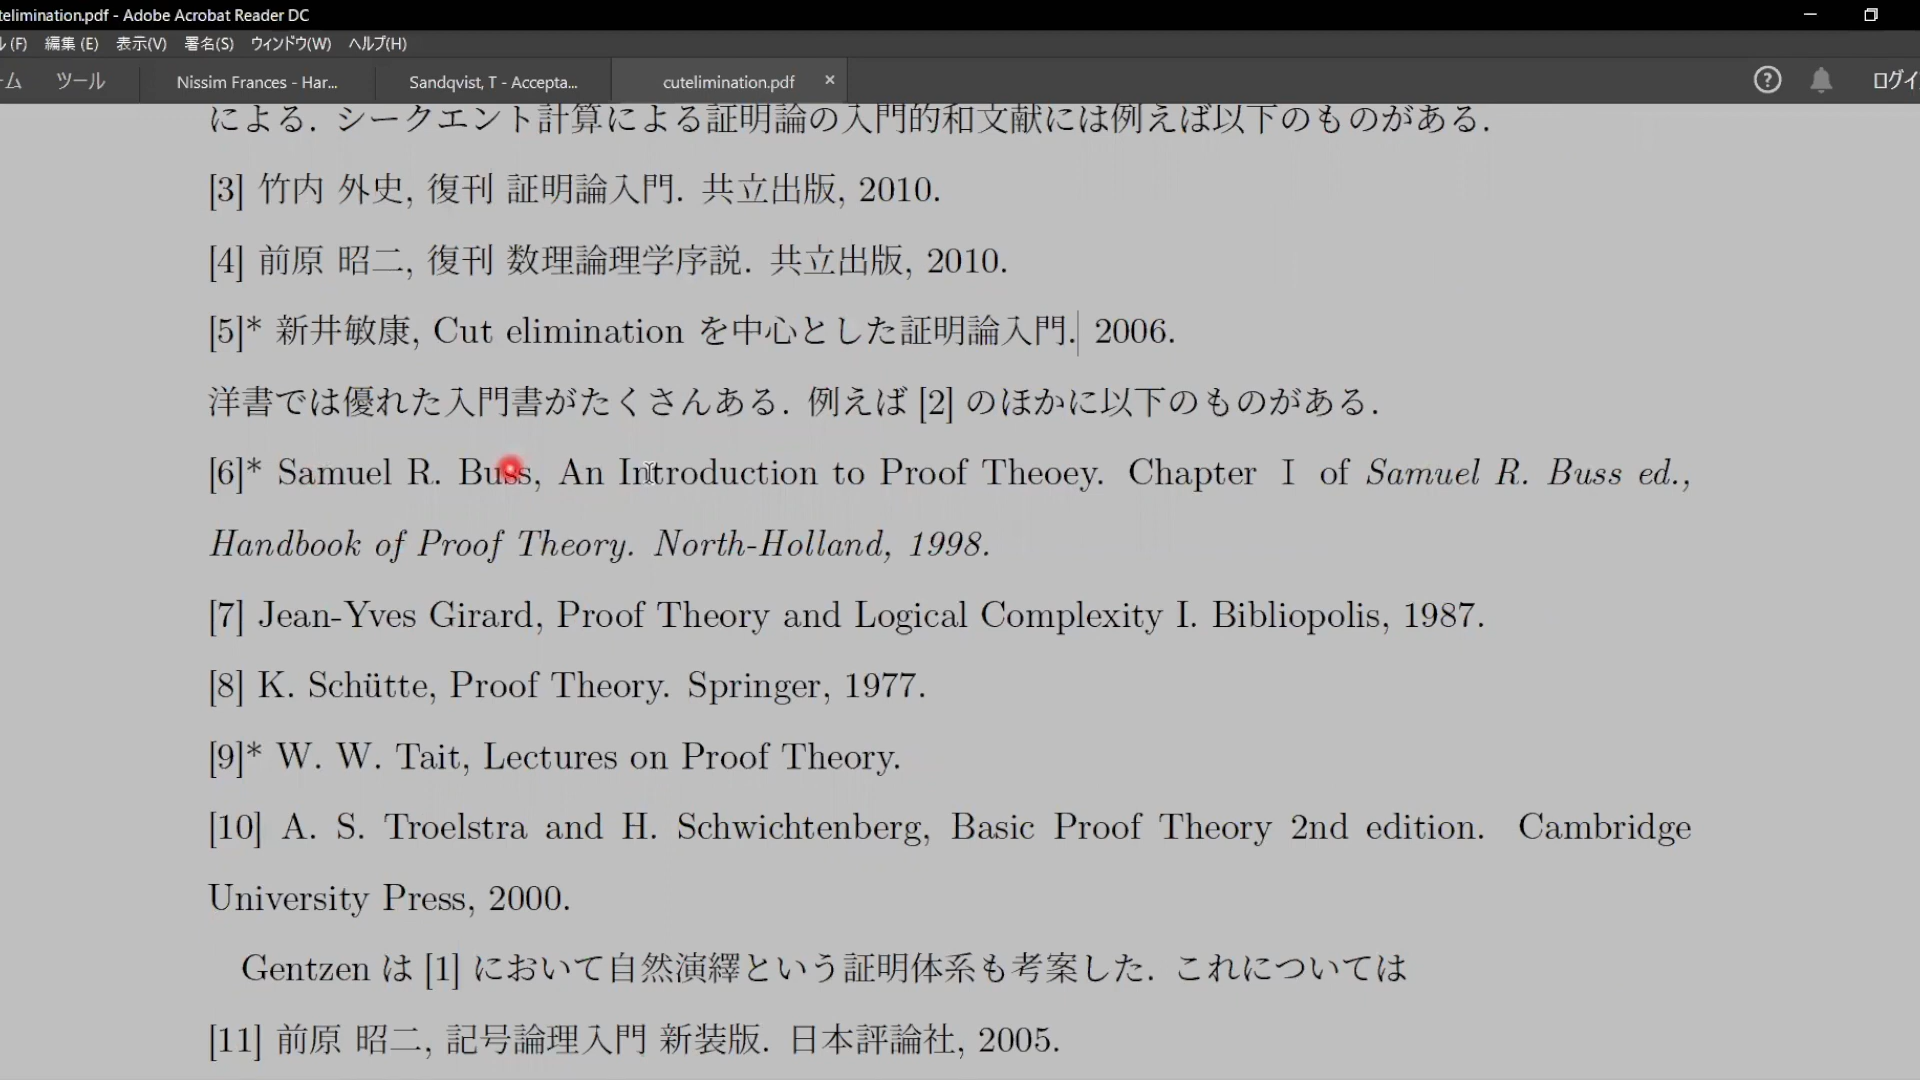 telimination.pdf - Adobe Acrobat Reader DC
(F) 編集 (E) 表示(V) 署名(S) ウィンドウ(W) ヘルプ(H)
ーム ツール Nissim Frances - Har... Sandqvist, T - Accepta... cutelimination.pdf × ? ログイ
による. シークエント計算による証明論の入門的和文献には例えば以下のものがある.
[3] 竹内 外史, 復刊 証明論入門. 共立出版, 2010.
[4] 前原 昭二, 復刊 数理論理学序説. 共立出版, 2010.
[5]* 新井敏康, Cut elimination を中心とした証明論入門. 2006.
洋書では優れた入門書がたくさんある. 例えば [2] のほかに以下のものがある.
[6]* Samuel R. Buss, An Introduction to Proof Theoey. Chapter I of Samuel R. Buss ed.,
Handbook of Proof Theory. North-Holland, 1998.
[7] Jean-Yves Girard, Proof Theory and Logical Complexity I. Bibliopolis, 1987.
[8] K. Schütte, Proof Theory. Springer, 1977.
[9]* W. W. Tait, Lectures on Proof Theory.
[10] A. S. Troelstra and H. Schwichtenberg, Basic Proof Theory 2nd edition. Cambridge
University Press, 2000.
Gentzen は [1] において自然演繹という証明体系も考案した. これについては
[11] 前原 昭二, 記号論理入門 新装版. 日本評論社, 2005.